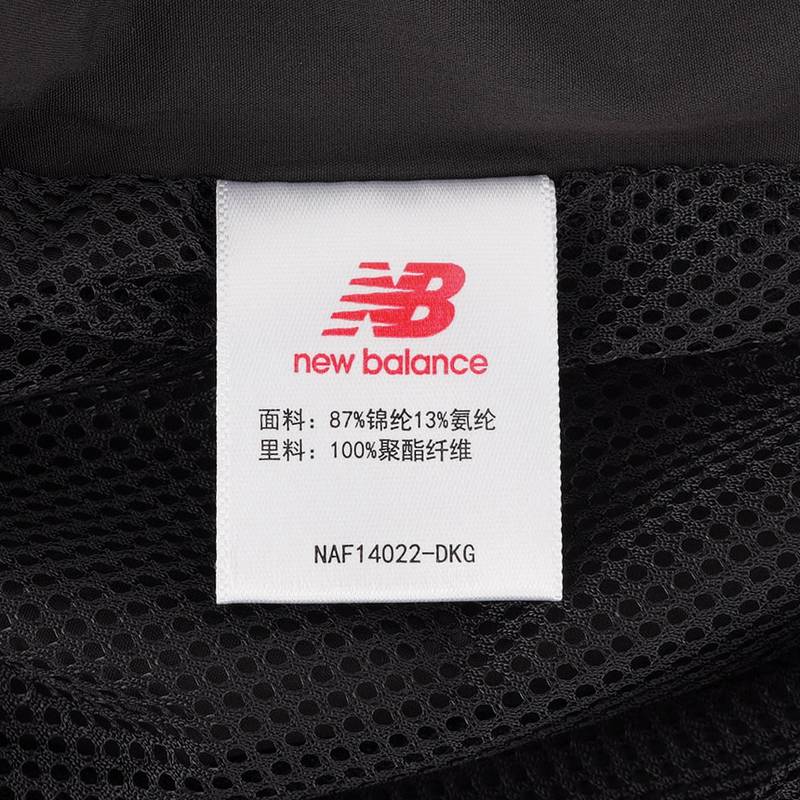 NB
new balance
面料：87%锦纶13%氨纶
里料：100%聚酯纤维
NAF14022-DKG